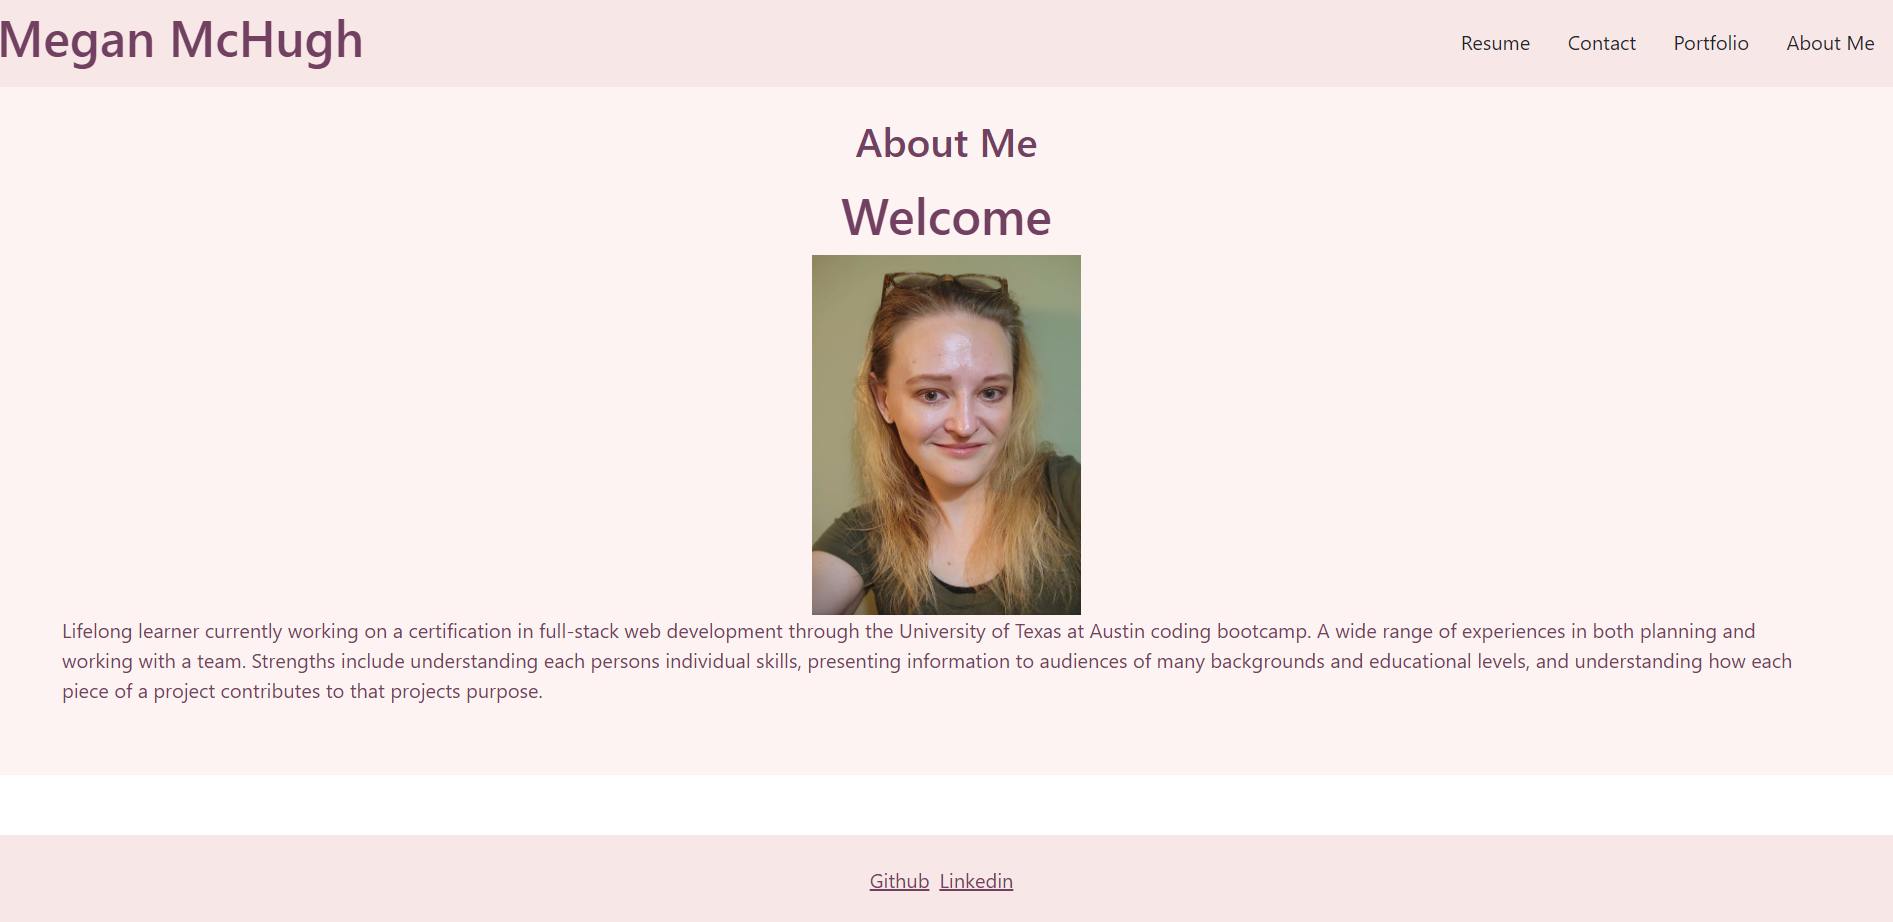 Megan McHugh
Resume Contact Portfolio About Me
About Me
Welcome
Lifelong learner currently working on a certification in full-stack web development through the University of Texas at Austin coding bootcamp. A wide range of experiences in both planning and
working with a team. Strengths include understanding each persons individual skills, presenting information to audiences of many backgrounds and educational levels, and understanding how each
piece of a project contributes to that projects purpose.
Github Linkedin